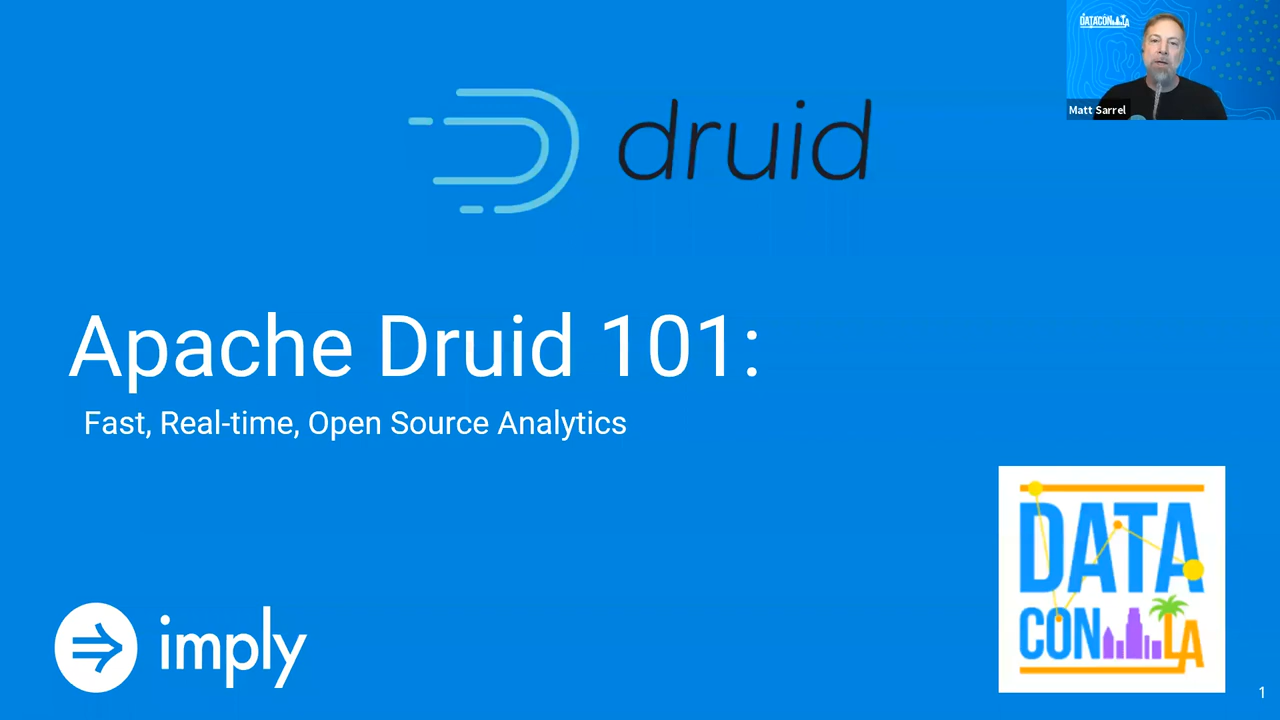 DATACON LA
Matt Sarrel
druid
Apache Druid 101:
Fast, Real-time, Open Source Analytics
DATA
CON LA
imply
1